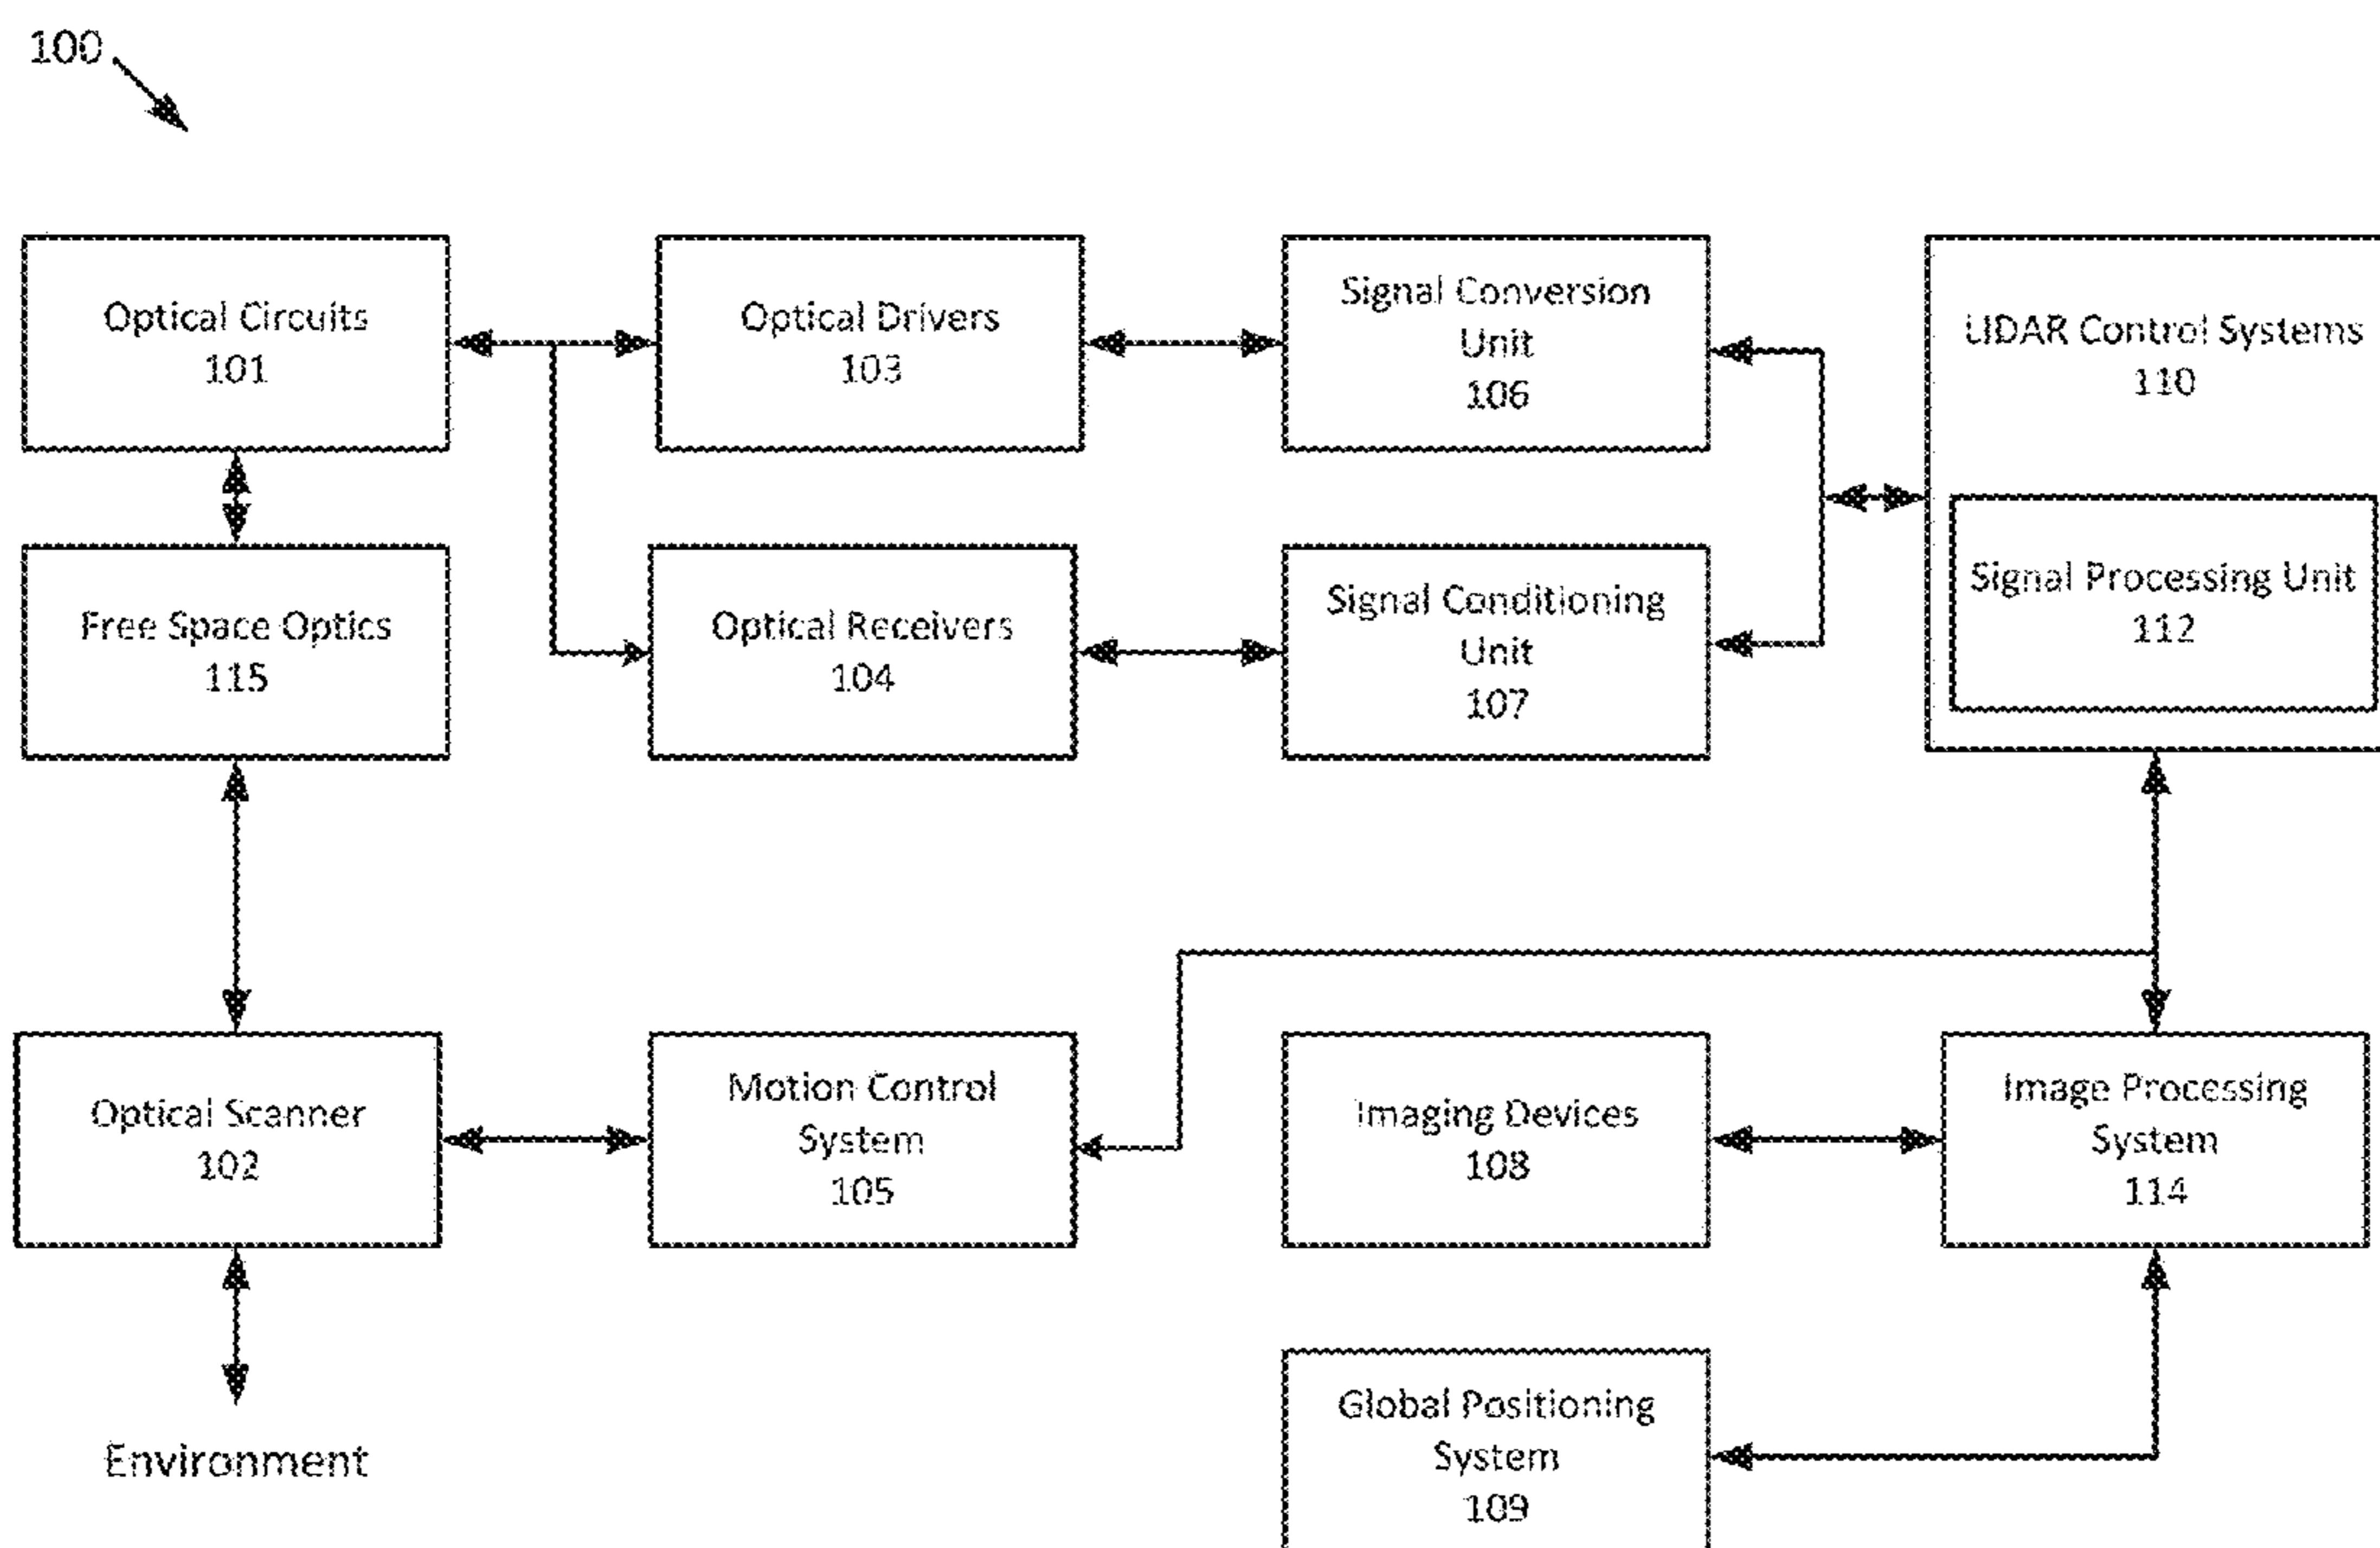 100
Optical Circuits
101
Optical Drivers
103
Signal Conversion
Unit
106
LIDAR Control Systems
110
Signal Processing Unit
112
Free Space Optics
115
Optical Receivers
104
Signal Conditioning
Unit
107
Optical Scanner
102
Motion Control
System
105
Imaging Devices
108
Image Processing
System
114
Environment
Global Positioning
System
109